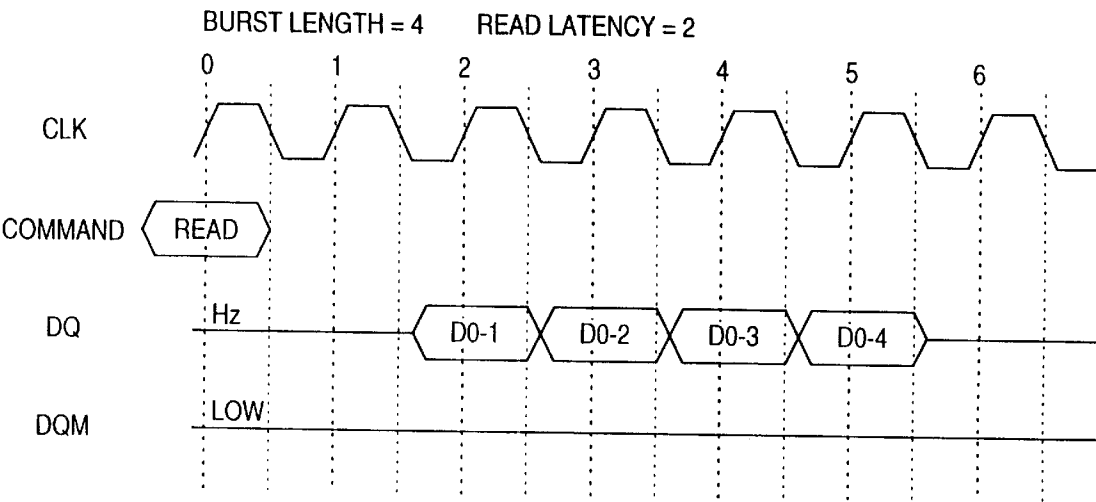 BURST LENGTH = 4 READ LATENCY = 2
0 1 2 3 4 5 6
CLK
COMMAND READ
DQ Hz D0-1 D0-2 D0-3 D0-4
DQM LOW